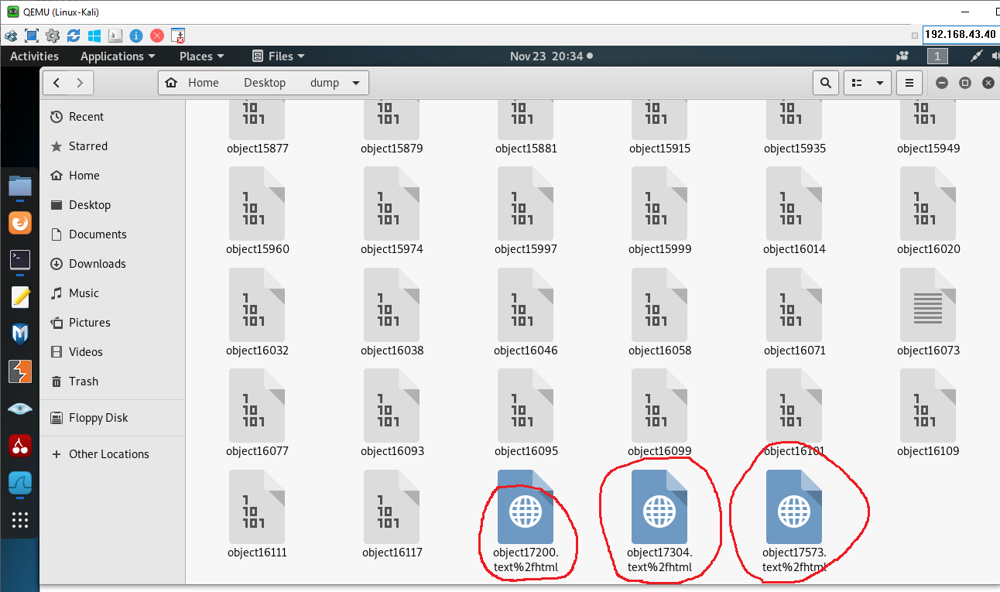 QEMU (Linux-Kali)
192.168.43.40
Activities Applications Places Files Nov 23 20:34 1
Home Desktop dump
Recent
Starred
Home
Desktop
Documents
Downloads
Music
Pictures
Videos
Trash
Floppy Disk
Other Locations
object15877 object15879 object15881 object15915 object15935 object15949
object15960 object15974 object15997 object15999 object16014 object16020
object16032 object16038 object16046 object16058 object16071 object16073
object16077 object16093 object16095 object16099 object16101 object16109
object16111 object16117 object17200. object17304. object17573.
text%2fhtml text%2fhtml text%2fhtml